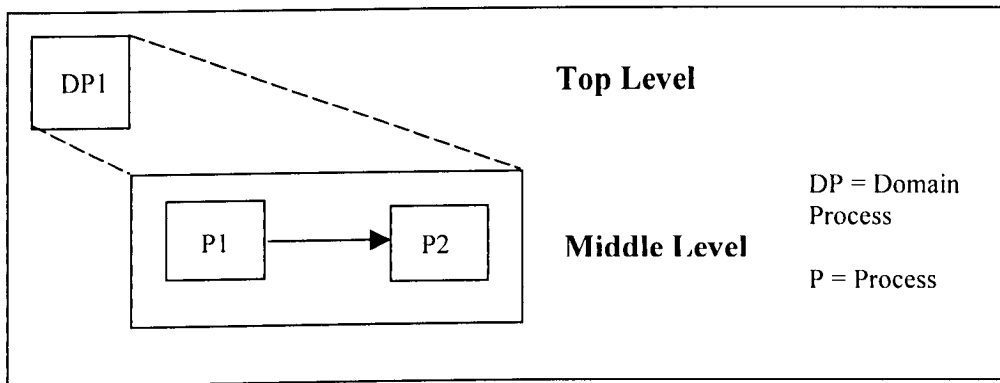 DP1
Top Level
DP = Domain
Process
P1
P2
Middle Level
P = Process